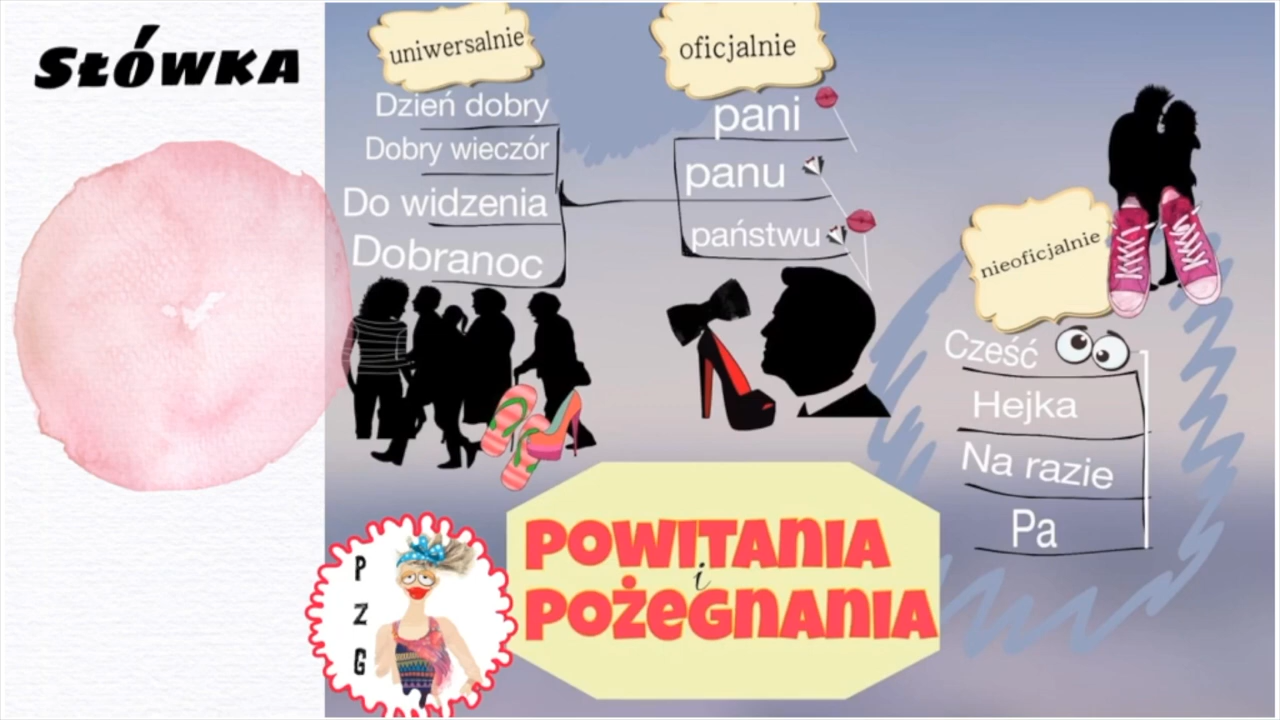 SŁÓWKA
uniwersalnie
Dzień dobry
Dobry wieczór
Do widzenia
Dobranoc
oficjalnie
pani
panu
państwu
nieoficjalnie
Cześć
Hejka
Na razie
Pa
P
Z
G
POWITANIA
i
POŻEGNANIA